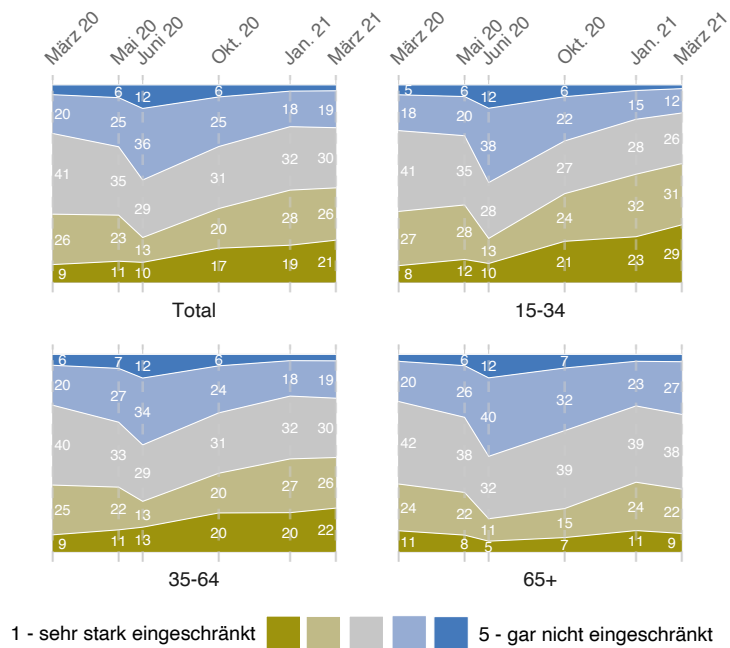 März 20 Mai 20 Juni 20 Okt. 20 Jan. 21 März 21
März 20 Mai 20 Juni 20 Okt. 20 Jan. 21 März 21
6 12 6
20 25 36 25 18 19
41 35 29 31 32 30
26 23 13 20 28 26
9 11 10 17 19 21
Total
5 6 12 6
18 20 38 22 15 12
41 35 28 27 28 26
27 28 13 24 32 31
8 12 10 21 23 29
15-34
6 7 12 6
20 27 34 24 18 19
40 33 29 31 32 30
25 22 13 20 27 26
9 11 13 20 20 22
35-64
6 12 7
20 26 40 32 23 27
42 38 32 39 39 38
24 22 11 15 24 22
11 8 5 7 11 9
65+
1 - sehr stark eingeschränkt 5 - gar nicht eingeschränkt